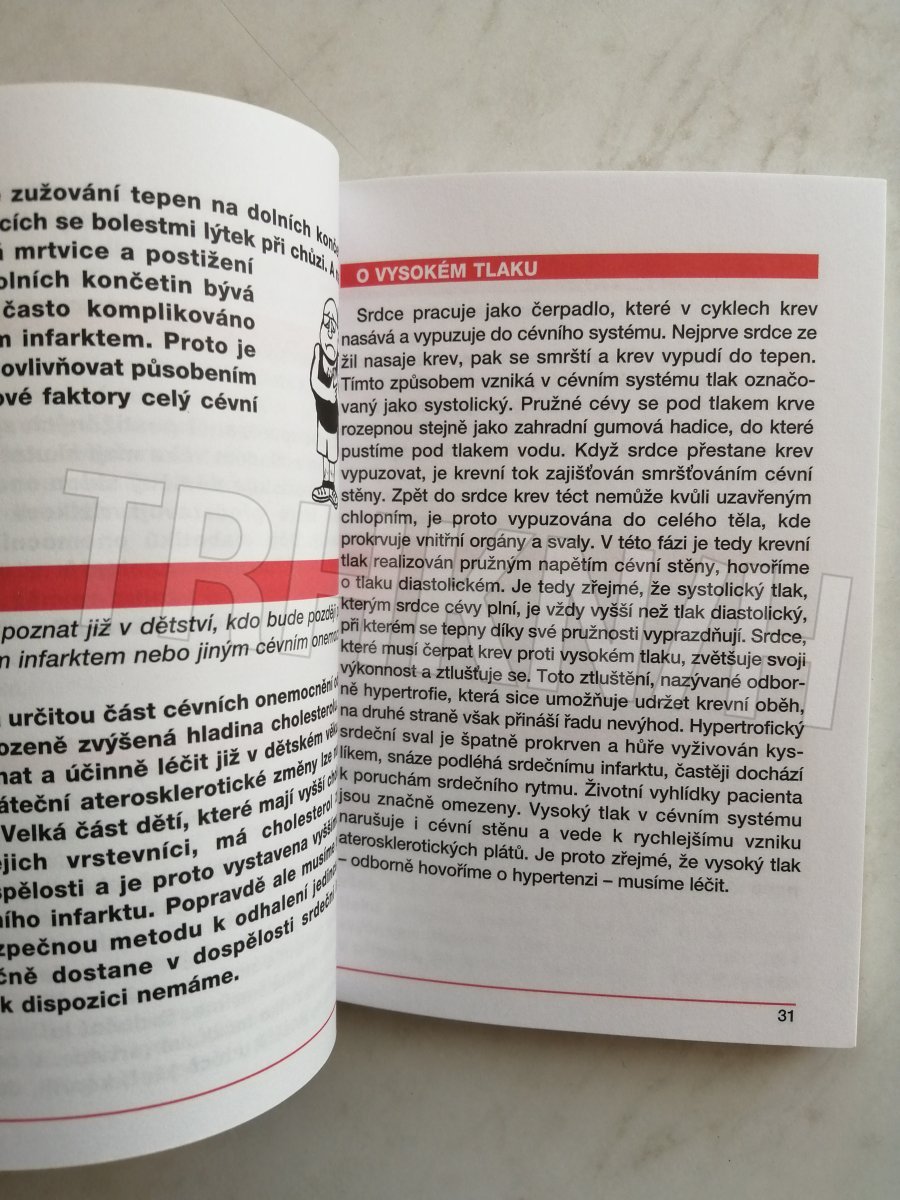 zužování tepen na dolních konče
cích se bolestmi lýtek při chůzi. A
mrtvice a postižení
olních končetin bývá
často komplikováno
m infarktem. Proto je
ovlivňovat působením
ové faktory celý cévní
poznat již v dětství, kdo bude později
m infarktem nebo jiným cévním onemoc
určitou část cévních onemocnění
ozeně zvýšená hladina cholesterolu
nat a účinně léčit již v dětském věku
áteční aterosklerotické změny lze
Velká část dětí, které mají vyšší cho
ejich vrstevníci, má cholesterol
spělosti a je proto vystavena vyšším
ního infarktu. Popravdě ale musíme
zpečnou metodu k odhalení jedinc
čně dostane v dospělosti srdeční
k dispozici nemáme.
O VYSOKÉM TLAKU
Srdce pracuje jako čerpadlo, které v cyklech krev
nasává a vypuzuje do cévního systému. Nejprve srdce ze
žil nasaje krev, pak se smrští a krev vypudí do tepen.
Tímto způsobem vzniká v cévním systému tlak označo-
vaný jako systolický. Pružné cévy se pod tlakem krve
rozepnou stejně jako zahradní gumová hadice, do které
pustíme pod tlakem vodu. Když srdce přestane krev
vypuzovat, je krevní tok zajišťován smršťováním cévní
stěny. Zpět do srdce krev téct nemůže kvůli uzavřeným
chlopním, je proto vypuzována do celého těla, kde
prokrvuje vnitřní orgány a svaly. V této fázi je tedy krevní
tlak realizován pružným napětím cévní stěny, hovoříme
o tlaku diastolickém. Je tedy zřejmé, že systolický tlak,
kterým srdce cévy plní, je vždy vyšší než tlak diastolický,
při kterém se tepny díky své pružnosti vyprazdňují. Srdce,
které musí čerpat krev proti vysokém tlaku, zvětšuje svoji
výkonnost a ztlušťuje se. Toto ztluštění, nazývané odbor-
ně hypertrofie, která sice umožňuje udržet krevní oběh,
na druhé straně však přináší řadu nevýhod. Hypertrofický
srdeční sval je špatně prokrven a hůře vyživován kys-
líkem, snáze podléhá srdečnímu infarktu, častěji dochází
k poruchám srdečního rytmu. Životní vyhlídky pacienta
jsou značně omezeny. Vysoký tlak v cévním systému
narušuje i cévní stěnu a vede k rychlejšímu vzniku
aterosklerotických plátů. Je proto zřejmé, že vysoký tlak
– odborně hovoříme o hypertenzi – musíme léčit.
31
TRHKNIH